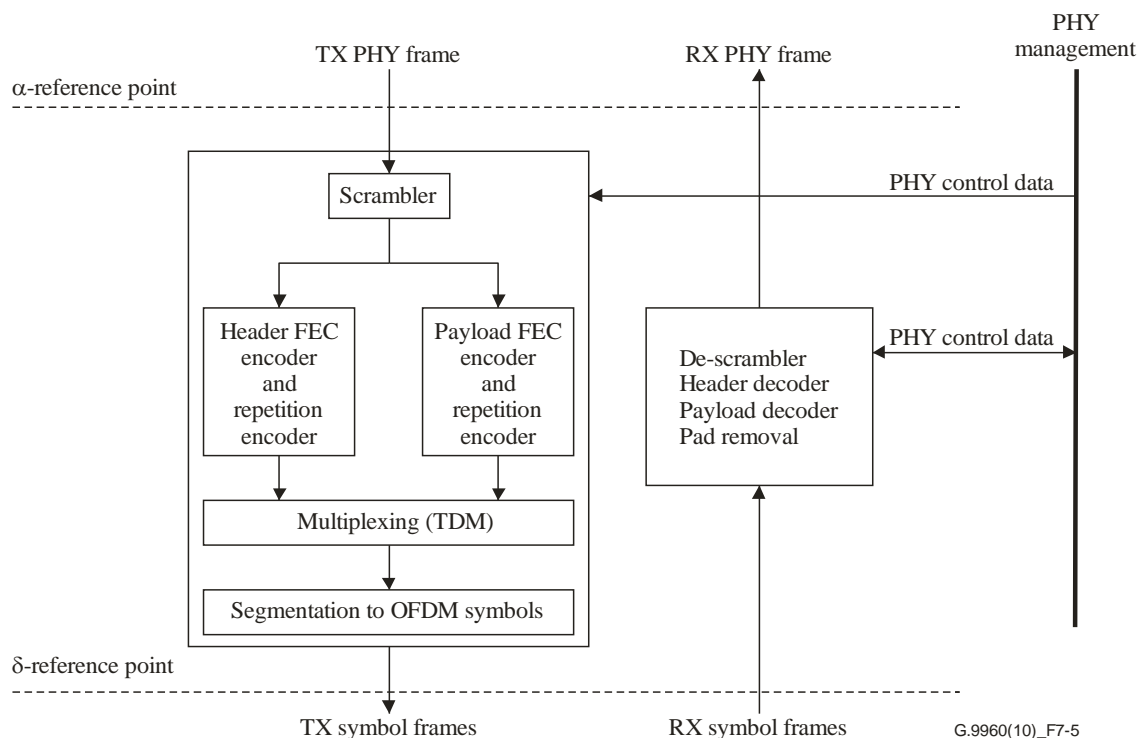 PHY
management
TX PHY frame
RX PHY frame
α-reference point
Scrambler
PHY control data
Header FEC
encoder
and
repetition
encoder
Payload FEC
encoder
and
repetition
encoder
De-scrambler
Header decoder
Payload decoder
Pad removal
PHY control data
Multiplexing (TDM)
Segmentation to OFDM symbols
δ-reference point
TX symbol frames
RX symbol frames
G.9960(10)_F7-5